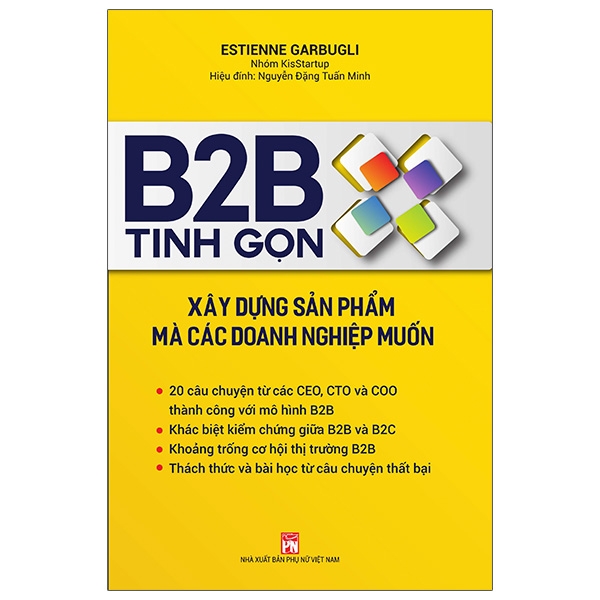 ESTIENNE GARBUGLI
Nhóm KisStartup
Hiệu đính: Nguyễn Đặng Tuấn Minh
B2B
TINH GỌN
XÂY DỰNG SẢN PHẨM
MÀ CÁC DOANH NGHIỆP MUỐN
20 câu chuyện từ các CEO, CTO và COO
thành công với mô hình B2B
Khác biệt kiểm chứng giữa B2B và B2C
Khoảng trống cơ hội thị trường B2B
Thách thức và bài học từ câu chuyện thất bại
PN
NHÀ XUẤT BẢN PHỤ NỮ VIỆT NAM